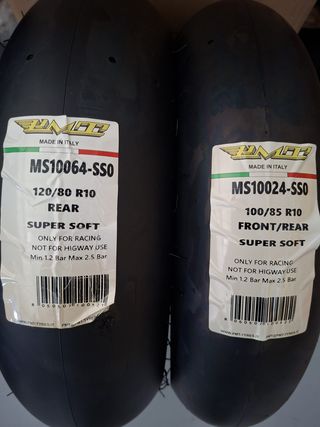 PMT
MADE IN ITALY
MS10064-SS0
120/80 R10
REAR
SUPER SOFT
ONLY FOR RACING
NOT FOR HIGWAY USE
Min 1.2 Bar Max 2.5 Bar
PMT
MADE IN ITALY
MS10024-SS0
100/85 R10
FRONT/REAR
SUPER SOFT
ONLY FOR RACING
NOT FOR HIGWAY USE
Min 1.2 Bar Max 2.5 Bar